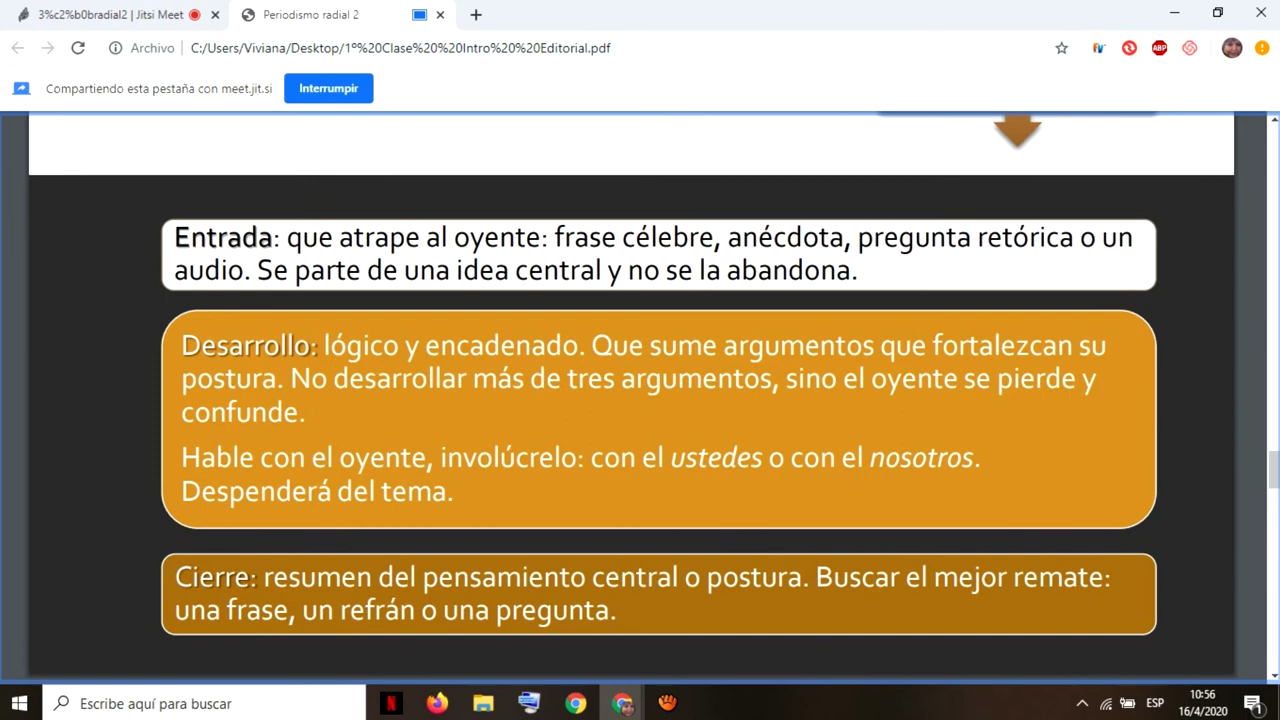 3%c2%b0bradial2 | Jitsi Meet
Periodismo radial 2
Archivo
C:/Users/Viviana/Desktop/1º%20Clase%20%20Intro%20%20Editorial.pdf
ABP
Compartiendo esta pestaña con meet.jit.si
Interrumpir
Entrada: que atrape al oyente: frase célebre, anécdota, pregunta retórica o un
audio. Se parte de una idea central y no se la abandona.
Desarrollo: lógico y encadenado. Que sume argumentos que fortalezcan su
postura. No desarrollar más de tres argumentos, sino el oyente se pierde y
confunde.
Hable con el oyente, involúcrelo: con el ustedes o con el nosotros.
Despenderá del tema.
Cierre: resumen del pensamiento central o postura. Buscar el mejor remate:
una frase, un refrán o una pregunta.
Escribe aquí para buscar
N
ESP
10:56
16/4/2020
1